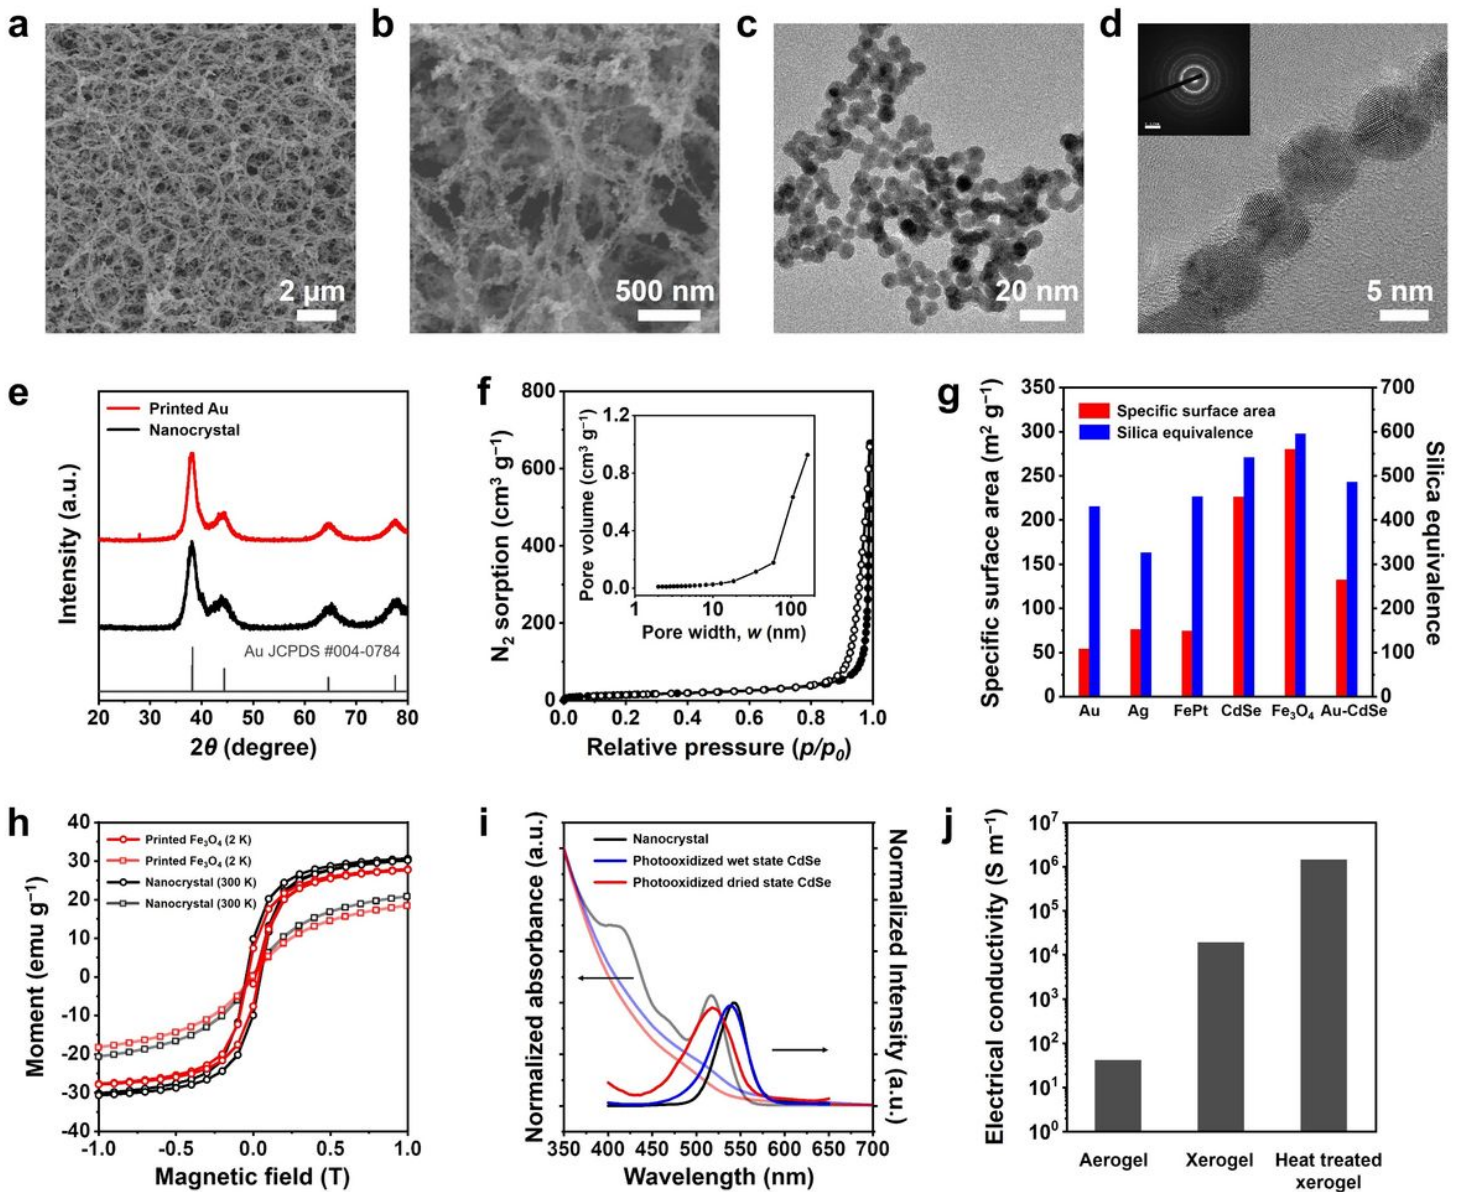 a
2 µm
b
500 nm
c
20 nm
d
5 nm
e
Intensity (a.u.)
Printed Au
Nanocrystal
Au JCPDS #004-0784
20 30 40 50 60 70 80
2θ (degree)
f
N₂ sorption (cm³ g⁻¹)
800
600
400
200
0
Pore volume (cm³ g⁻¹)
1.2
0.8
0.4
0.0
1 10 100
Pore width, w (nm)
0.0 0.2 0.4 0.6 0.8 1.0
Relative pressure (p/p₀)
g
Specific surface area (m² g⁻¹)
350
300
250
200
150
100
50
0
Specific surface area
Silica equivalence
700
600
500
400
300
200
100
0
Silica equivalence
Au Ag FePt CdSe Fe₃O₄ Au-CdSe
h
Moment (emu g⁻¹)
40
30
20
10
0
-10
-20
-30
-40
Printed Fe₃O₄ (2 K)
Printed Fe₃O₄ (2 K)
Nanocrystal (300 K)
Nanocrystal (300 K)
-1.0 -0.5 0.0 0.5 1.0
Magnetic field (T)
i
Normalized absorbance (a.u.)
Nanocrystal
Photooxidized wet state CdSe
Photooxidized dried state CdSe
Normalized Intensity (a.u.)
350 400 450 500 550 600 650 700
Wavelength (nm)
j
Electrical conductivity (S m⁻¹)
10⁷
10⁶
10⁵
10⁴
10³
10²
10¹
10⁰
Aerogel Xerogel Heat treated
xerogel